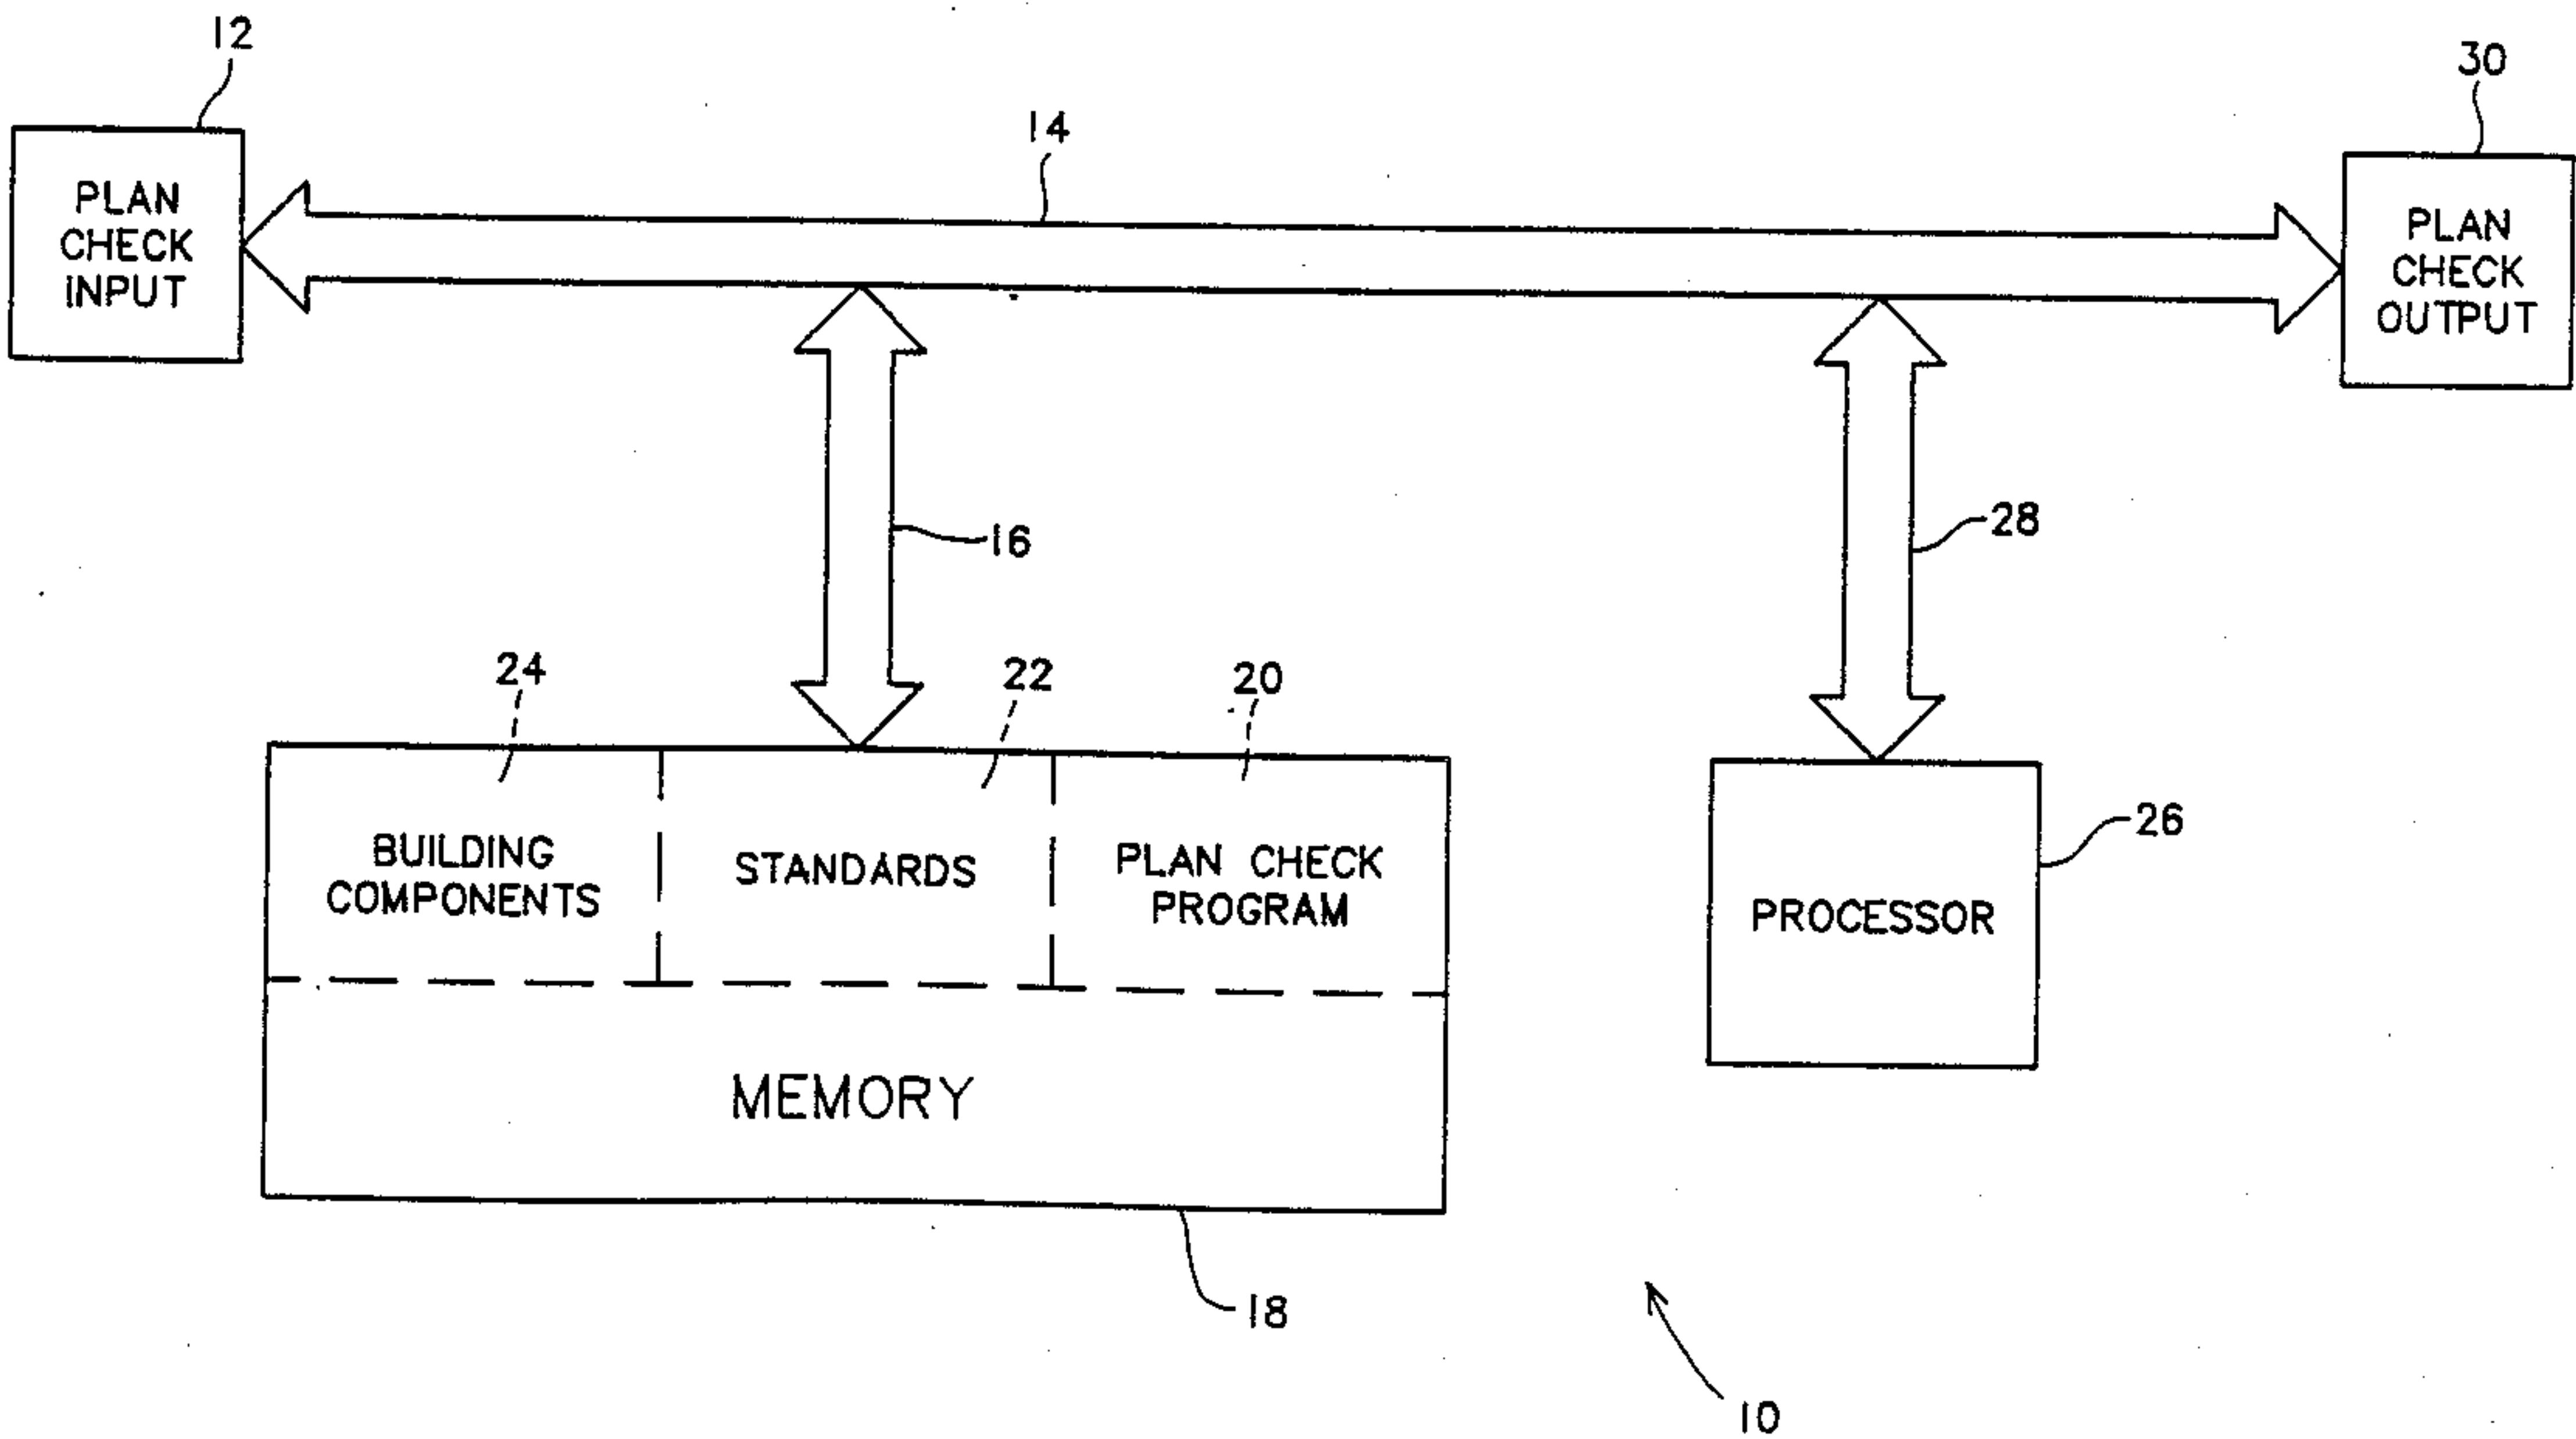 12
30
14
PLAN
CHECK
INPUT
PLAN
CHECK
OUTPUT
16
28
24
22
20
BUILDING
COMPONENTS
STANDARDS
PLAN CHECK
PROGRAM
26
PROCESSOR
MEMORY
18
10